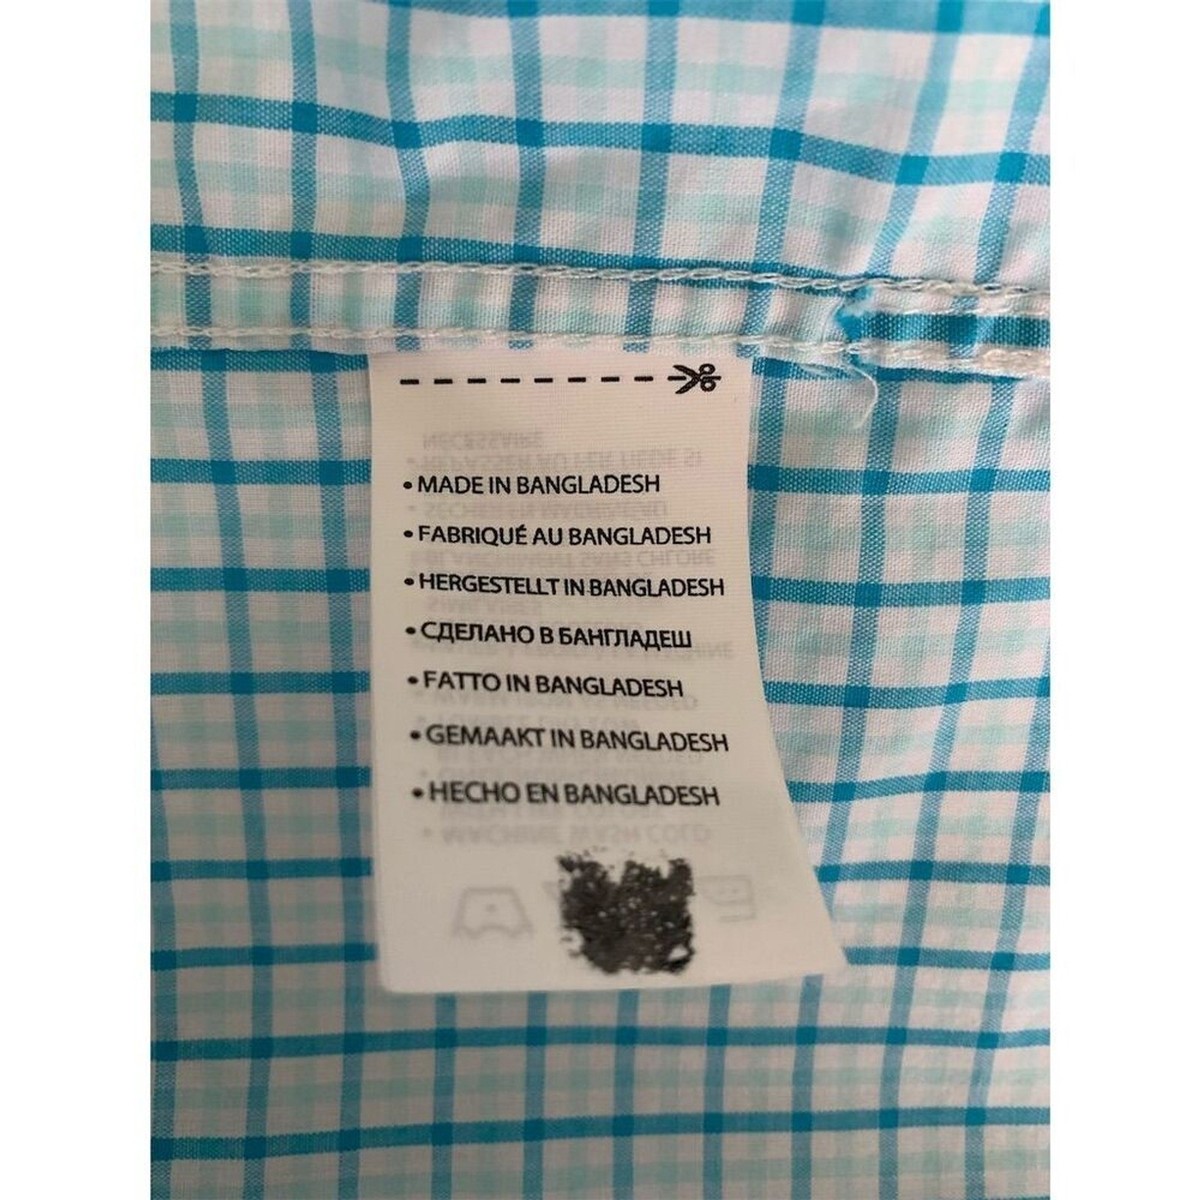 • MADE IN BANGLADESH
• FABRIQUÉ AU BANGLADESH
• HERGESTELLT IN BANGLADESH
• СДЕЛАНО В БАНГЛАДЕШ
• FATTO IN BANGLADESH
• GEMAAKT IN BANGLADESH
• HECHO EN BANGLADESH